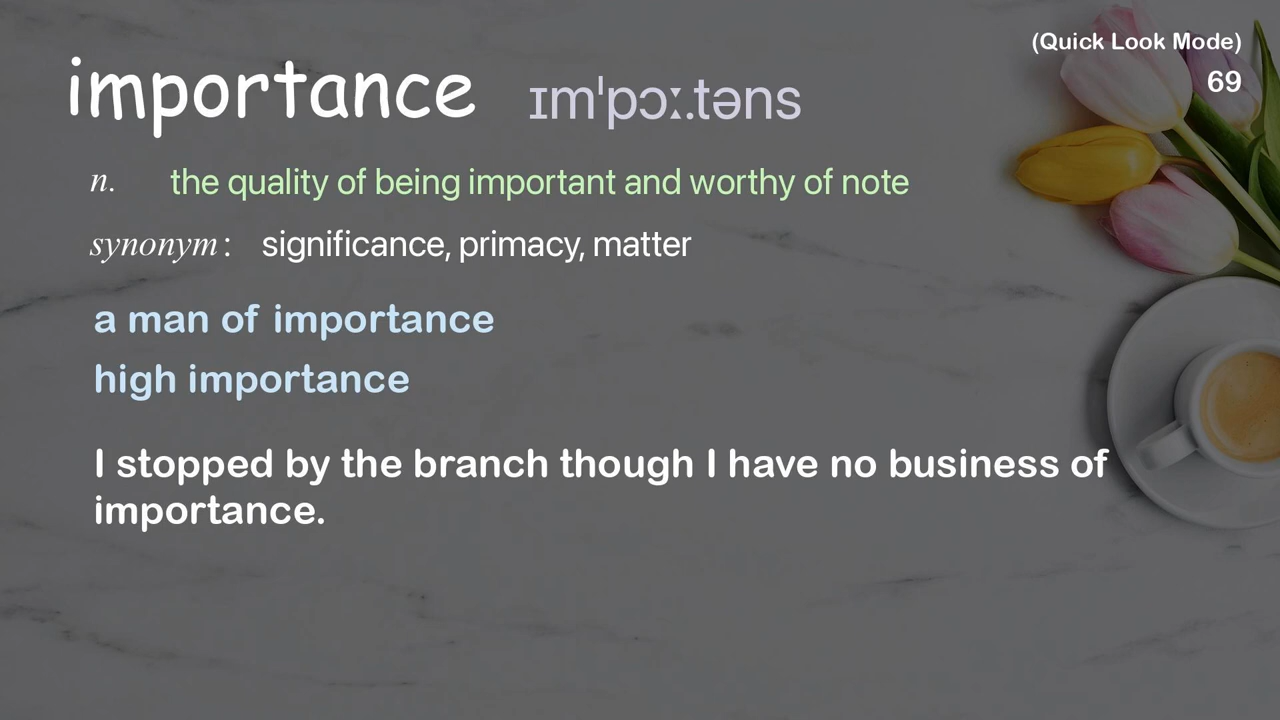 (Quick Look Mode)
69
importance ɪmˈpɔː.təns
n. the quality of being important and worthy of note
synonym: significance, primacy, matter
a man of importance
high importance
I stopped by the branch though I have no business of
importance.